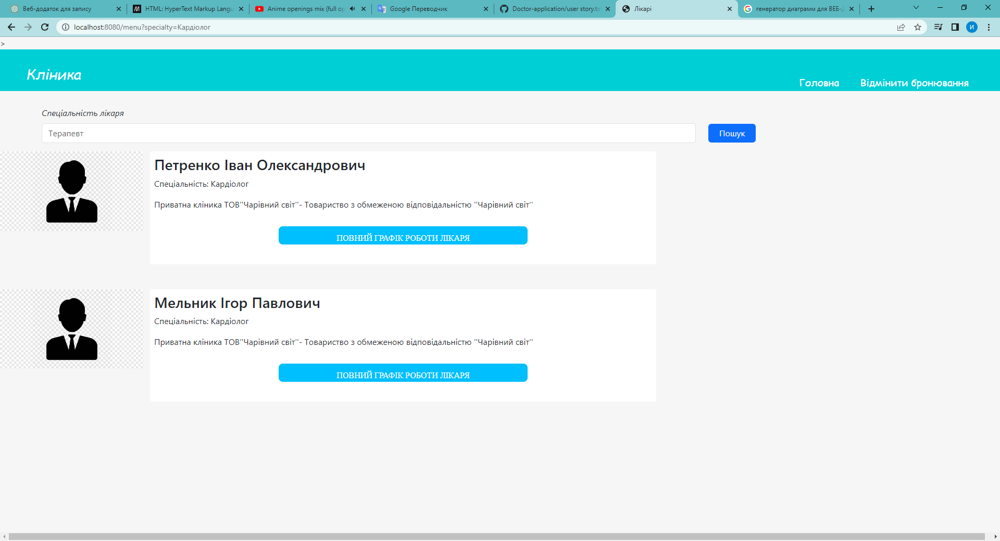 Веб-додаток для запису
HTML: HyperText Markup Langu
Anime openings mix (full op
Google Переводчик
Doctor-application/user story.tx
Лікарі
генератор диаграмм для ВЕБ-Д
localhost:8080/menu?specialty=Кардіолог
И
>
Кліника
Головна
Відмінити бронювання
Спеціальність лікаря
Терапевт
Пошук
Петренко Іван Олександрович
Спеціальність: Кардіолог
Приватна кліника ТОВ''Чарівний світ''- Товариство з обмеженою відповідальністю ''Чарівний світ''
ПОВНИЙ ГРАФІК РОБОТИ ЛІКАРЯ
Мельник Ігор Павлович
Спеціальність: Кардіолог
Приватна кліника ТОВ''Чарівний світ''- Товариство з обмеженою відповідальністю ''Чарівний світ''
ПОВНИЙ ГРАФІК РОБОТИ ЛІКАРЯ